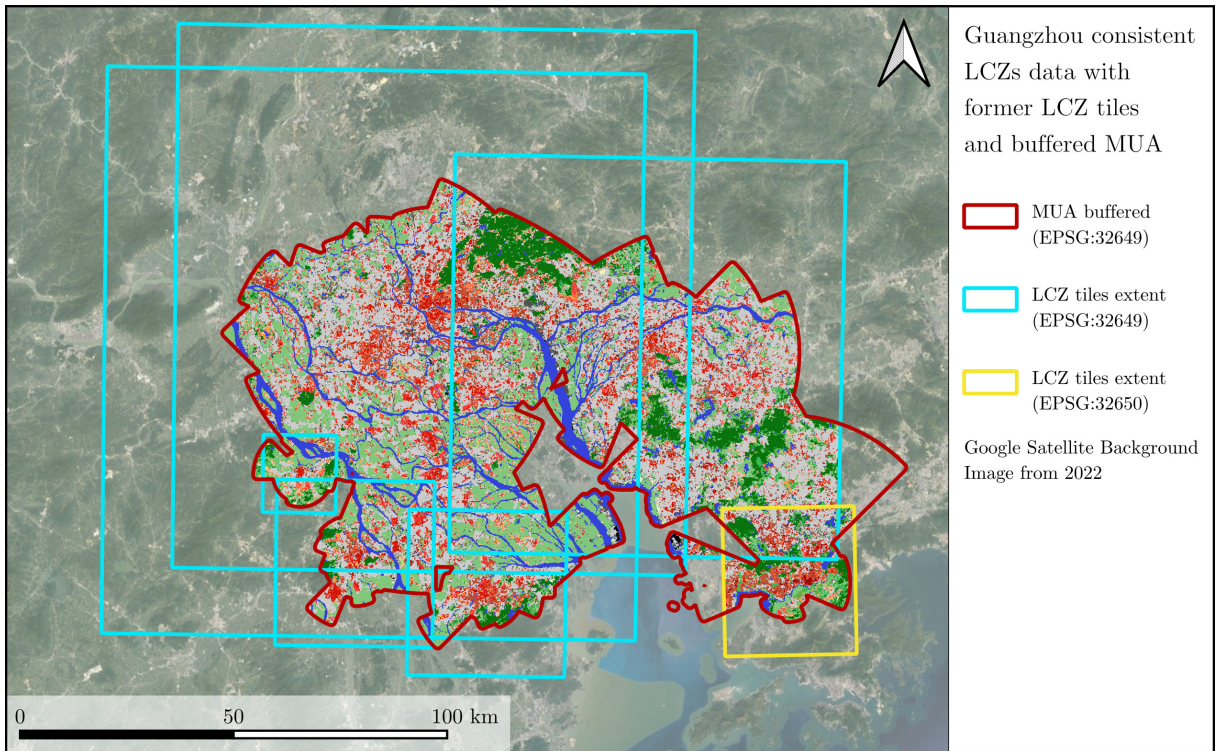 Guangzhou consistent
LCZs data with
former LCZ tiles
and buffered MUA
MUA buffered
(EPSG:32649)
LCZ tiles extent
(EPSG:32649)
LCZ tiles extent
(EPSG:32650)
Google Satellite Background
Image from 2022
0 50 100 km